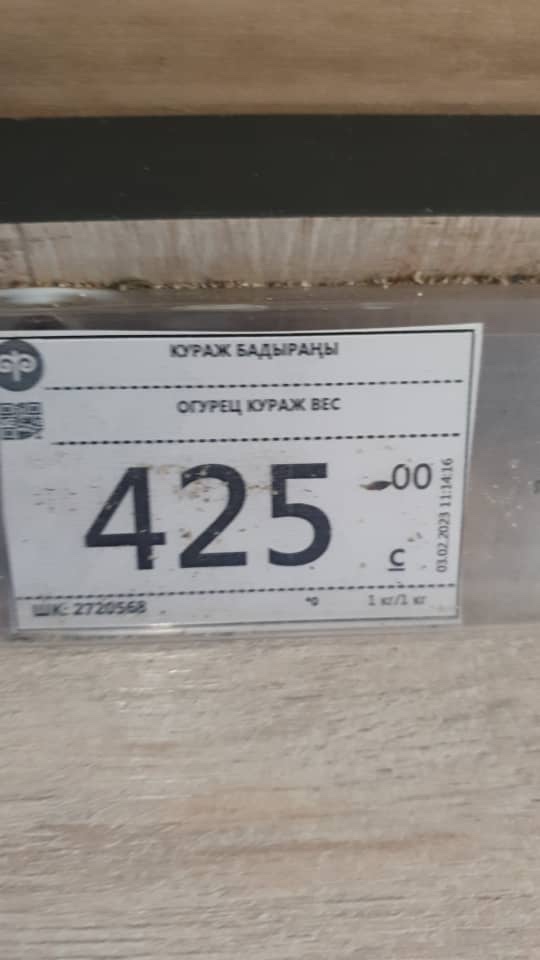 КУРАЖ БАДЫРАҢЫ
ОГУРЕЦ КУРАЖ ВЕС
425 00
с
03.02.2023 11:14:16
ШК: 2720568 *0 1 кг/1 кг